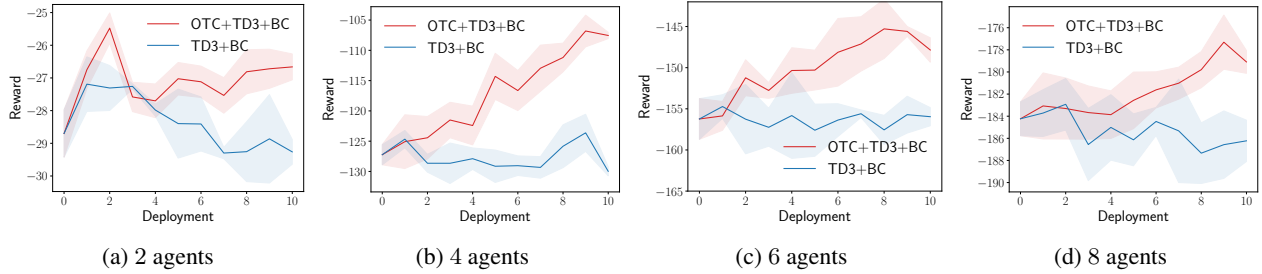 −25
−26
−27
−28
−29
−30
Reward
OTC+TD3+BC
TD3+BC
0 2 4 6 8 10
Deployment
(a) 2 agents
−105
−110
−115
−120
−125
−130
Reward
OTC+TD3+BC
TD3+BC
0 2 4 6 8 10
Deployment
(b) 4 agents
−145
−150
−155
−160
−165
Reward
OTC+TD3+BC
TD3+BC
0 2 4 6 8 10
Deployment
(c) 6 agents
−176
−178
−180
−182
−184
−186
−188
−190
Reward
OTC+TD3+BC
TD3+BC
0 2 4 6 8 10
Deployment
(d) 8 agents